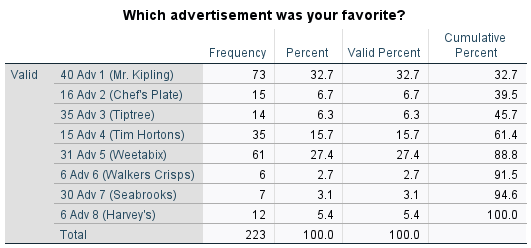 Which advertisement was your favorite?
Frequency Percent Valid Percent Cumulative Percent
Valid 40 Adv 1 (Mr. Kipling) 73 32.7 32.7 32.7
16 Adv 2 (Chef's Plate) 15 6.7 6.7 39.5
35 Adv 3 (Tiptree) 14 6.3 6.3 45.7
15 Adv 4 (Tim Hortons) 35 15.7 15.7 61.4
31 Adv 5 (Weetabix) 61 27.4 27.4 88.8
6 Adv 6 (Walkers Crisps) 6 2.7 2.7 91.5
30 Adv 7 (Seabrooks) 7 3.1 3.1 94.6
6 Adv 8 (Harvey's) 12 5.4 5.4 100.0
Total 223 100.0 100.0